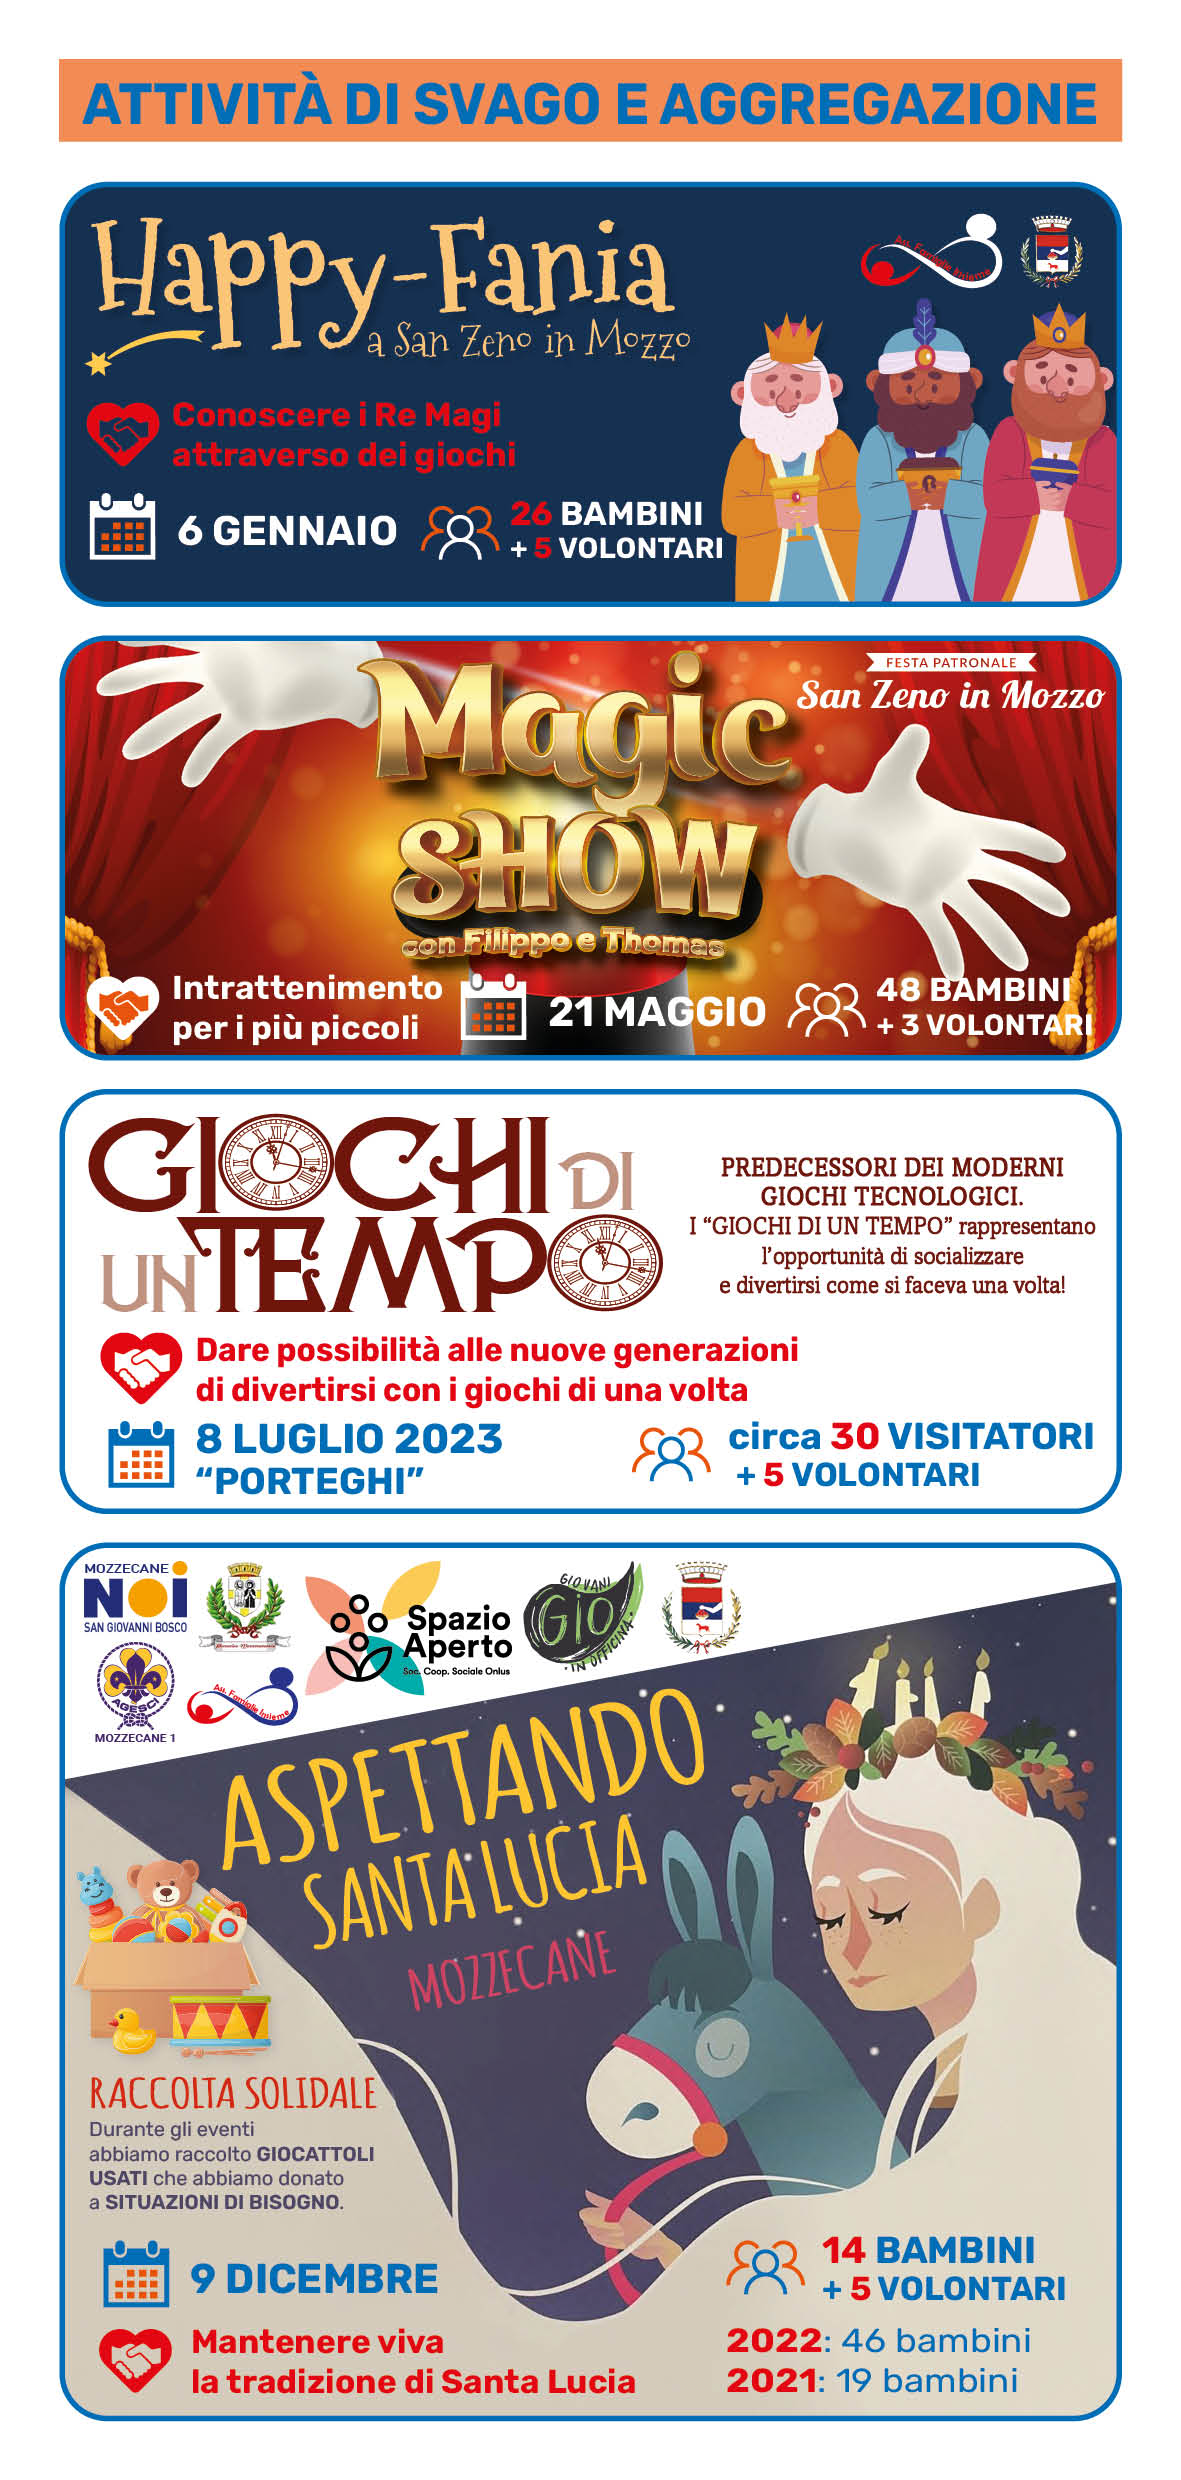 ATTIVITÀ DI SVAGO E AGGREGAZIONE
Happy-Fania
a San Zeno in Mozzo
Au. Famiglie Insieme
Conoscere i Re Magi
attraverso dei giochi
6 GENNAIO
26 BAMBINI
+ 5 VOLONTARI
FESTA PATRONALE
San Zeno in Mozzo
Magic
SHOW
con Filippo e Thomas
Intrattenimento
per i più piccoli
21 MAGGIO
48 BAMBINI
+ 3 VOLONTARI
GIOCHI DI
UN TEMPO
PREDECESSORI DEI MODERNI
GIOCHI TECNOLOGICI.
I “GIOCHI DI UN TEMPO” rappresentano
l’opportunità di socializzare
e divertirsi come si faceva una volta!
Dare possibilità alle nuove generazioni
di divertirsi con i giochi di una volta
8 LUGLIO 2023
“PORTEGHI”
circa 30 VISITATORI
+ 5 VOLONTARI
MOZZECANE
NOI
SAN GIOVANNI BOSCO
AGESCI
MOZZECANE 1
Au. Famiglie Insieme
Spazio
Aperto
Soc. Coop. Sociale Onlus
GIOVANI
GIO
IN OFFICINA
ASPETTANDO
SANTA LUCIA
MOZZECANE
RACCOLTA SOLIDALE
Durante gli eventi
abbiamo raccolto GIOCATTOLI
USATI che abbiamo donato
a SITUAZIONI DI BISOGNO.
9 DICEMBRE
14 BAMBINI
+ 5 VOLONTARI
Mantenere viva
la tradizione di Santa Lucia
2022: 46 bambini
2021: 19 bambini